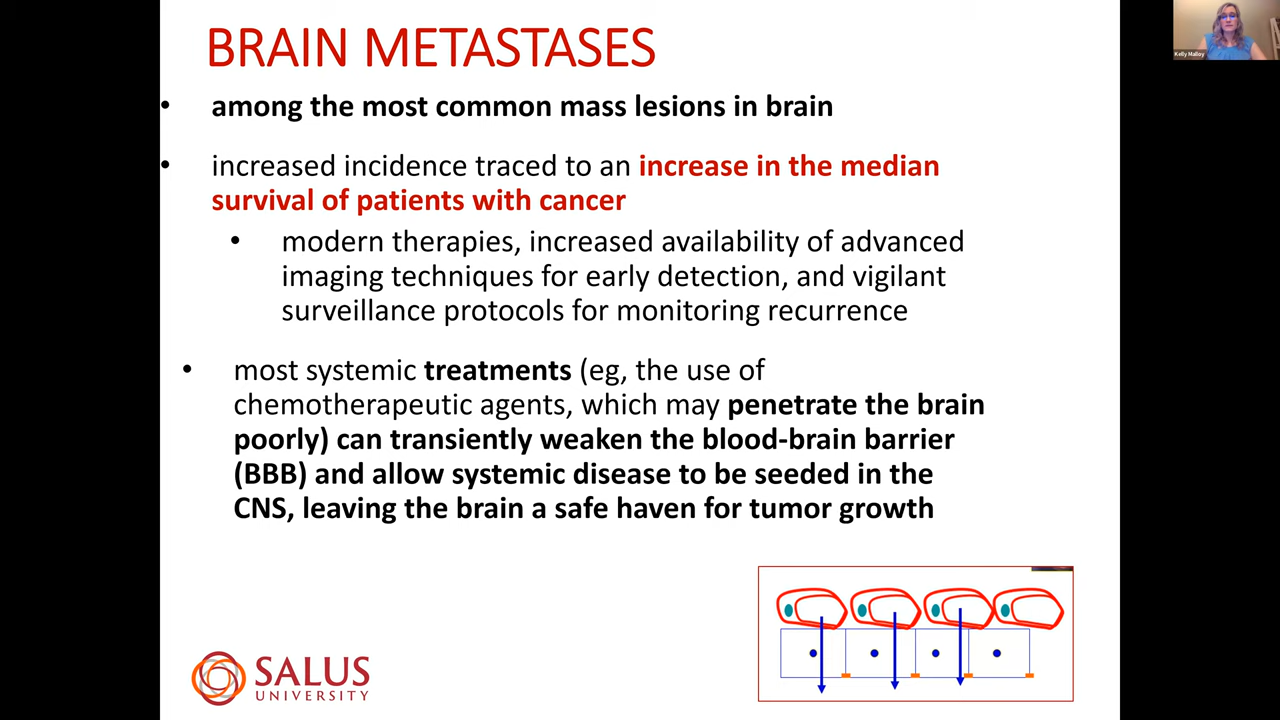 BRAIN METASTASES
• among the most common mass lesions in brain
• increased incidence traced to an increase in the median
survival of patients with cancer
• modern therapies, increased availability of advanced
imaging techniques for early detection, and vigilant
surveillance protocols for monitoring recurrence
• most systemic treatments (eg, the use of
chemotherapeutic agents, which may penetrate the brain
poorly) can transiently weaken the blood-brain barrier
(BBB) and allow systemic disease to be seeded in the
CNS, leaving the brain a safe haven for tumor growth
SALUS
UNIVERSITY
Kelly Malloy